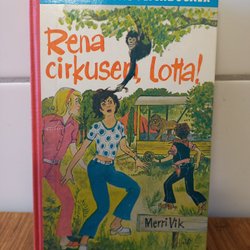 Rena
cirkusen, Lotta!
Merri Vik